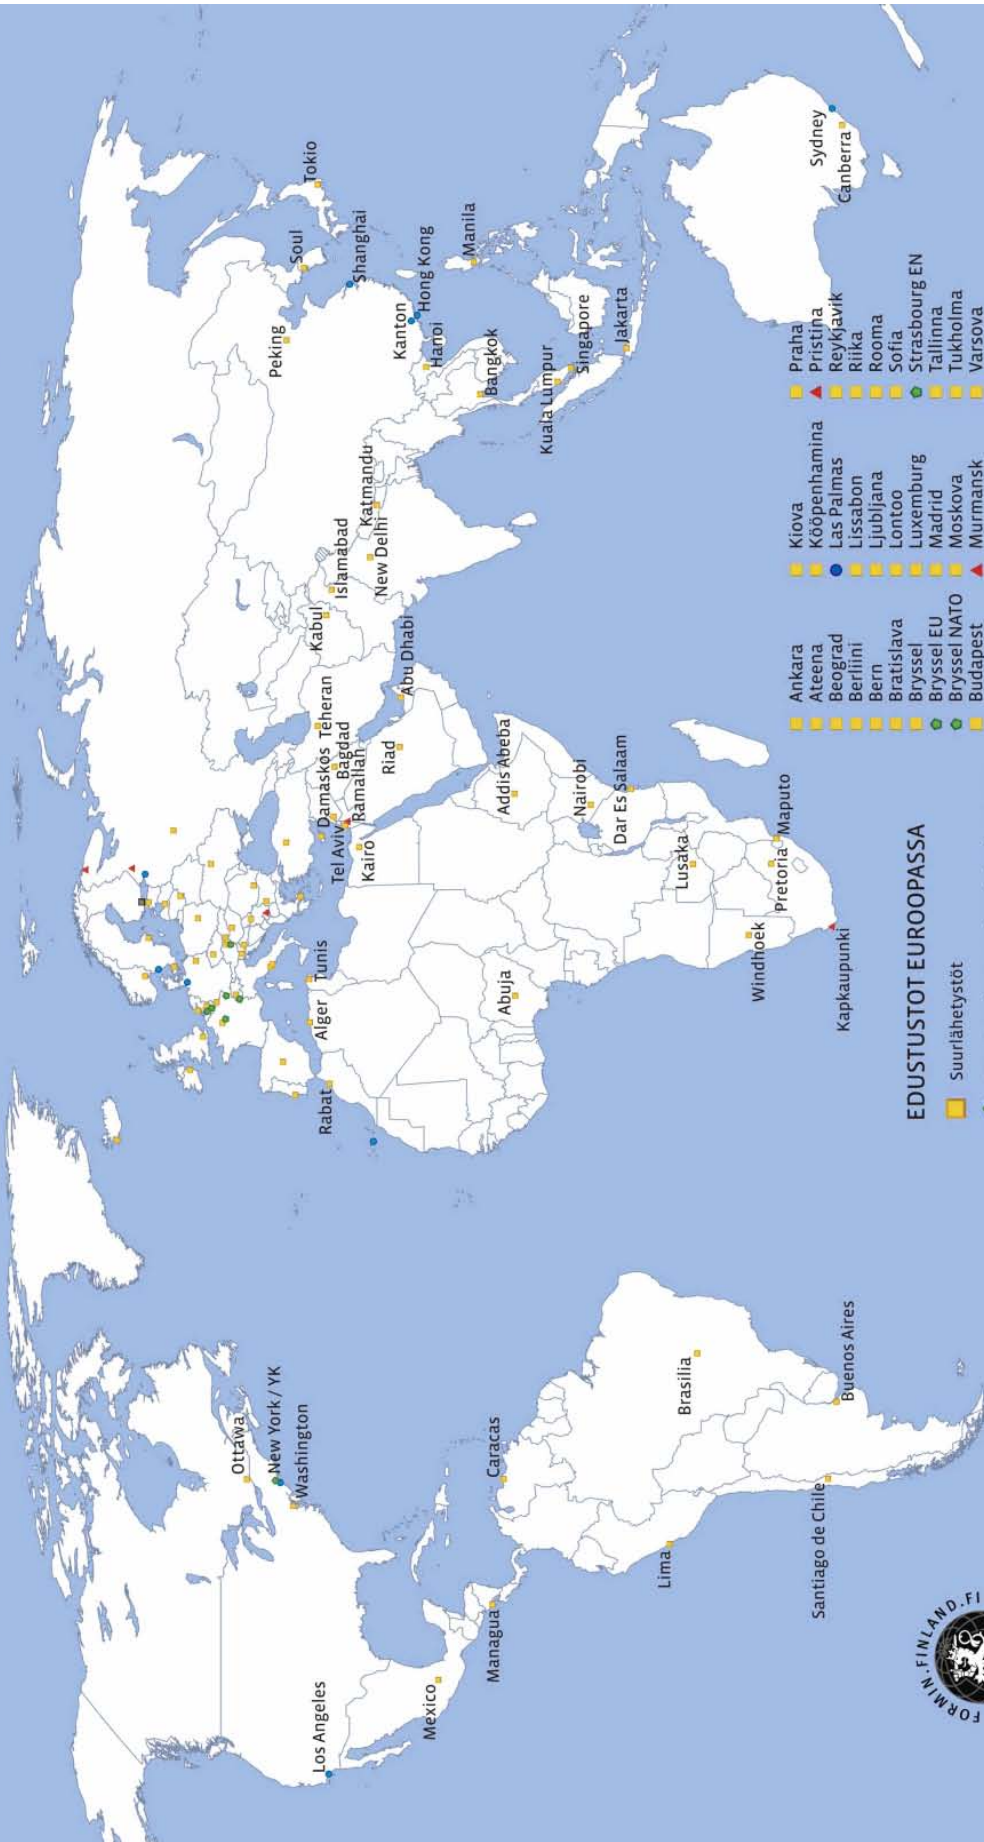 Ottawa
New York / YK
Washington
Los Angeles
Mexico
Managua
Caracas
Lima
Brasilia
Santiago de Chile
Buenos Aires
Rabat
Alger
Tunis
Tel Aviv
Kairo
Damaskos
Bagdad
Ramallah
Teheran
Riad
Abu Dhabi
Kabul
Islamabad
New Delhi
Katmandu
Peking
Soul
Tokio
Shanghai
Kanton
Hong Kong
Hanoi
Manila
Bangkok
Kuala Lumpur
Singapore
Jakarta
Abuja
Addis Abeba
Nairobi
Dar Es Salaam
Lusaka
Windhoek
Pretoria
Maputo
Kapkaupunki
Sydney
Canberra
EDUSTUSTOT EUROOPASSA
Suurlähetystöt
Ankara
Ateena
Beograd
Berliini
Bern
Bratislava
Bryssel
Bryssel EU
Bryssel NATO
Budapest
Kiova
Kööpenhamina
Las Palmas
Lissabon
Ljubljana
Lontoo
Luxemburg
Madrid
Moskova
Murmansk
Praha
Pristina
Reykjavik
Riika
Rooma
Sofia
Strasbourg EN
Tallinna
Tukholma
Varsova
FORMIN.FINLAND.FI